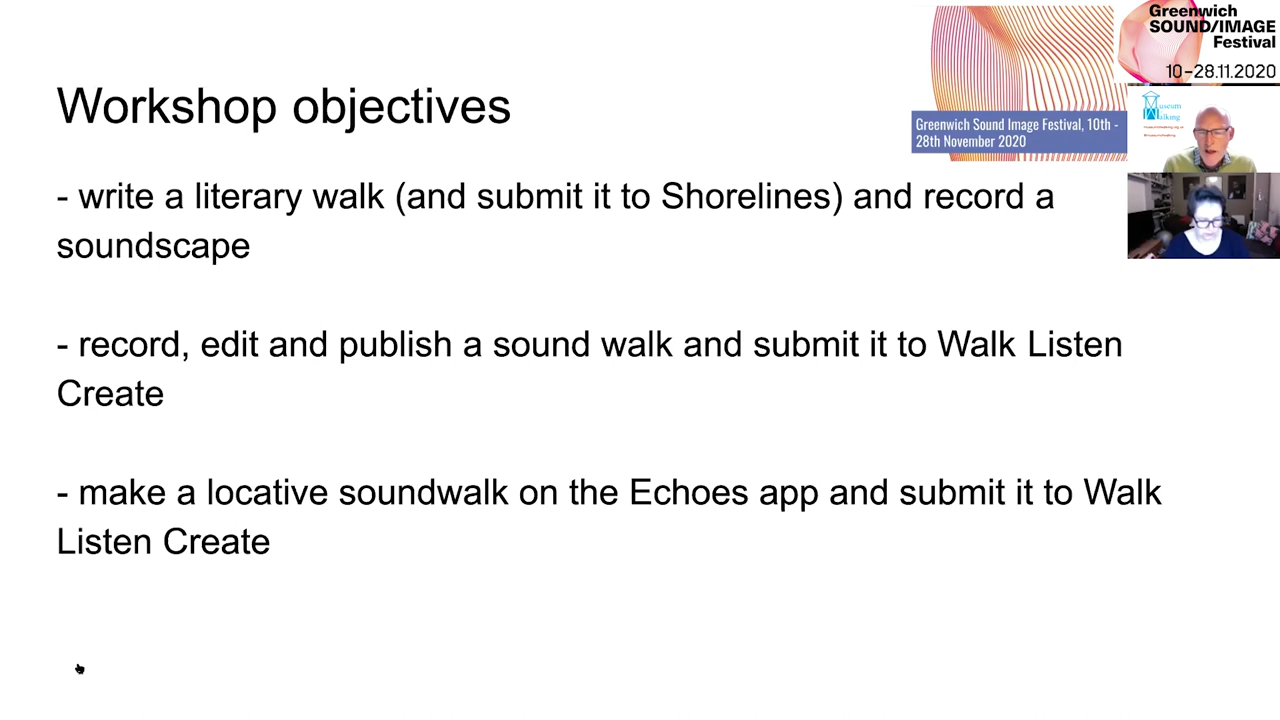 Workshop objectives
- write a literary walk (and submit it to Shorelines) and record a
soundscape
- record, edit and publish a sound walk and submit it to Walk Listen
Create
- make a locative soundwalk on the Echoes app and submit it to Walk
Listen Create
Greenwich Sound Image Festival, 10th -
28th November 2020
Greenwich
SOUND/IMAGE
Festival
10–28.11.2020
Museum
Walking